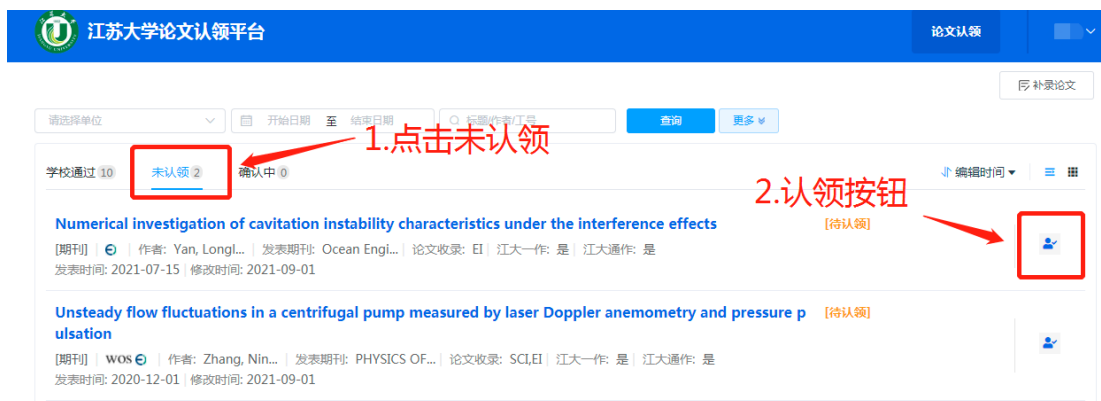 江苏大学论文认领平台
论文认领
补录论文
请选择单位
开始日期 至 结束日期
标题/作者/工号
查询
更多
1.点击未认领
学校通过 10
未认领 2
确认中 0
编辑时间
2.认领按钮
Numerical investigation of cavitation instability characteristics under the interference effects
[待认领]
[期刊] 作者: Yan, Longl... 发表期刊: Ocean Engi... 论文收录: EI 江大一作: 是 江大通作: 是
发表时间: 2021-07-15 修改时间: 2021-09-01
Unsteady flow fluctuations in a centrifugal pump measured by laser Doppler anemometry and pressure p
[待认领]
ulsation
[期刊] WOS 作者: Zhang, Nin... 发表期刊: PHYSICS OF... 论文收录: SCI,EI 江大一作: 是 江大通作: 是
发表时间: 2020-12-01 修改时间: 2021-09-01